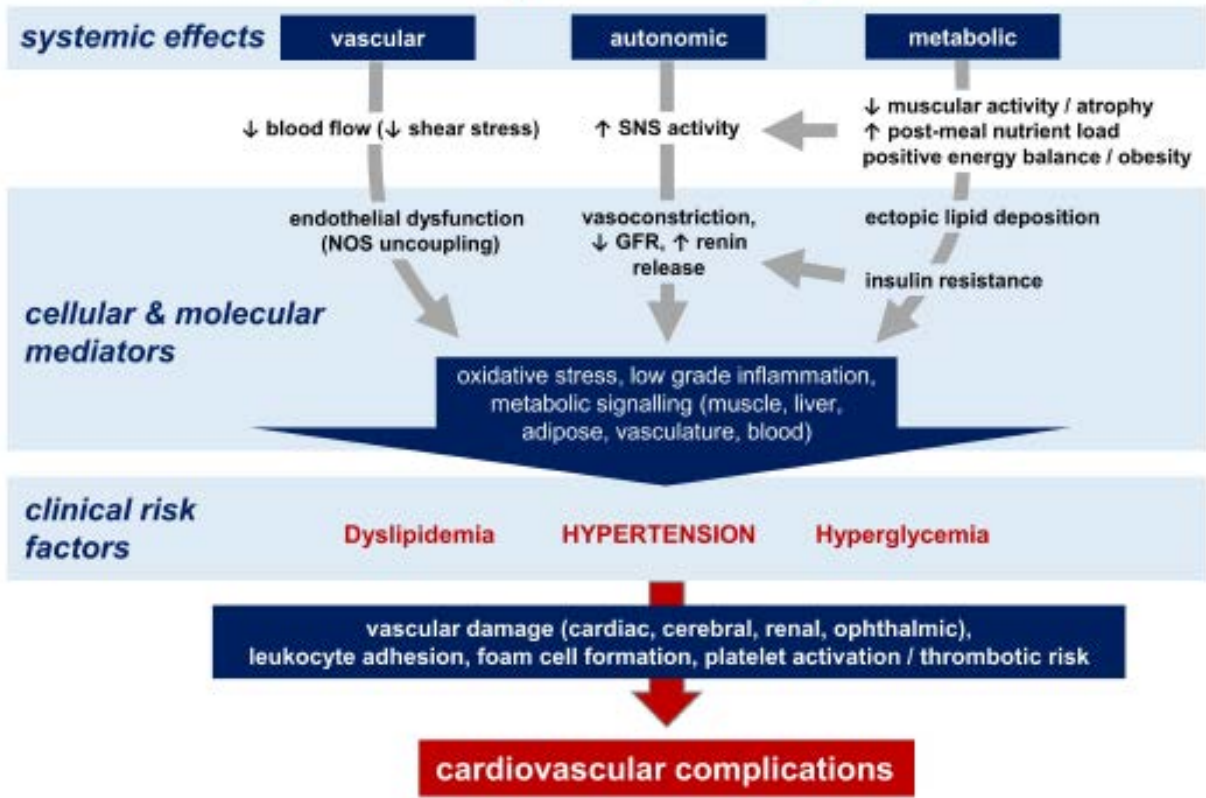 systemic effects
vascular
autonomic
metabolic
↓ blood flow (↓ shear stress)
↑ SNS activity
↓ muscular activity / atrophy
↑ post-meal nutrient load
positive energy balance / obesity
endothelial dysfunction
(NOS uncoupling)
vasoconstriction,
↓ GFR, ↑ renin
release
ectopic lipid deposition
insulin resistance
cellular & molecular
mediators
oxidative stress, low grade inflammation,
metabolic signalling (muscle, liver,
adipose, vasculature, blood)
clinical risk
factors
Dyslipidemia
HYPERTENSION
Hyperglycemia
vascular damage (cardiac, cerebral, renal, ophthalmic),
leukocyte adhesion, foam cell formation, platelet activation / thrombotic risk
cardiovascular complications